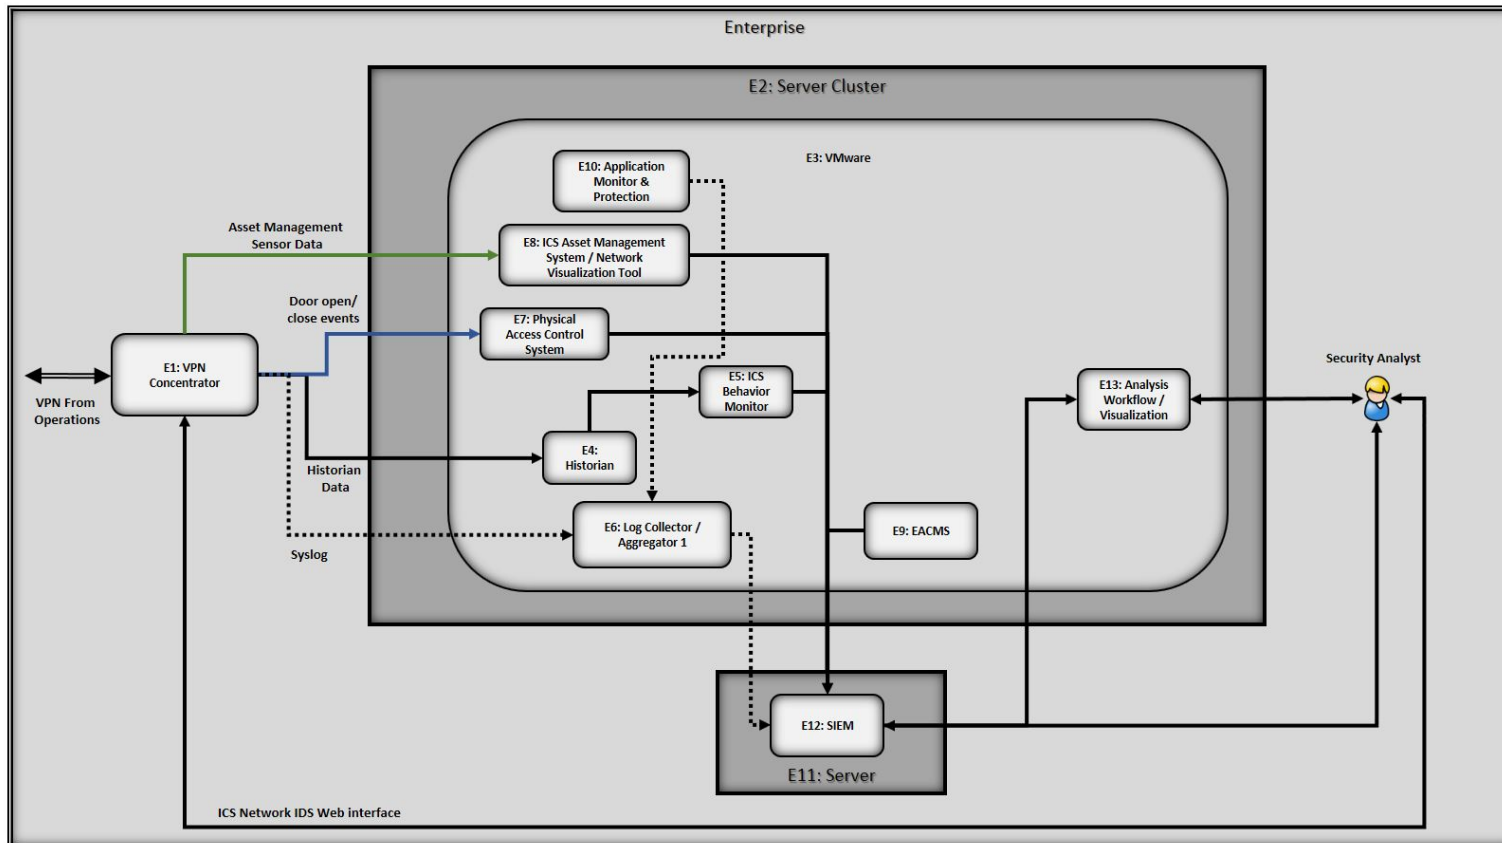 Enterprise
E2: Server Cluster
E3: VMware
E10: Application
Monitor &
Protection
Asset Management
Sensor Data
E8: ICS Asset Management
System / Network
Visualization Tool
Door open/
close events
E7: Physical
Access Control
System
E1: VPN
Concentrator
VPN From
Operations
E5: ICS
Behavior
Monitor
E13: Analysis
Workflow /
Visualization
Security Analyst
E4:
Historian
Historian
Data
E6: Log Collector /
Aggregator 1
Syslog
E9: EACMS
E12: SIEM
E11: Server
ICS Network IDS Web interface